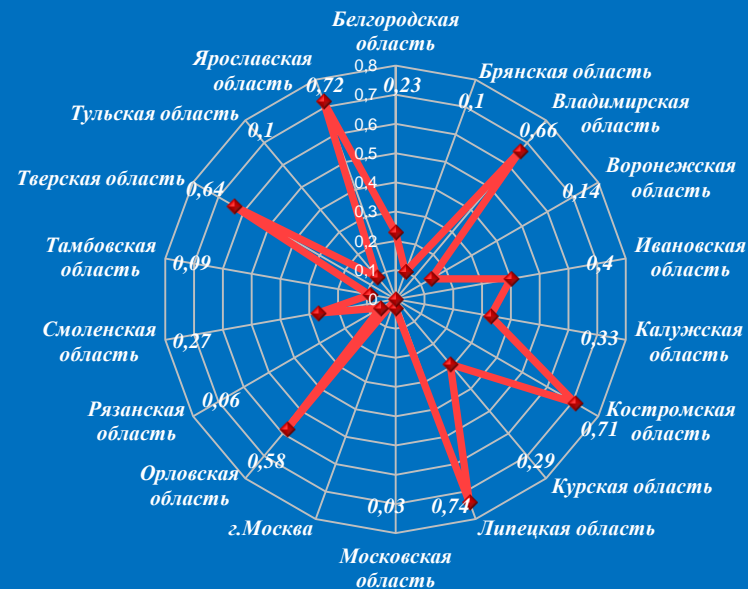 Белгородская
область
0,23
Брянская область
0,1
Владимирская
область
0,66
Воронежская
область
0,14
Ивановская
область
0,4
Калужская
область
0,33
Костромская
область
0,71
Курская область
0,29
Липецкая область
0,74
Московская
область
0,03
г.Москва
Орловская
область
0,58
Рязанская
область
0,06
Смоленская
область
0,27
Тамбовская
область
0,09
Тверская область
0,64
Тульская область
0,1
Ярославская
область
0,72
0,8
0,7
0,6
0,5
0,4
0,3
0,2
0,1
0